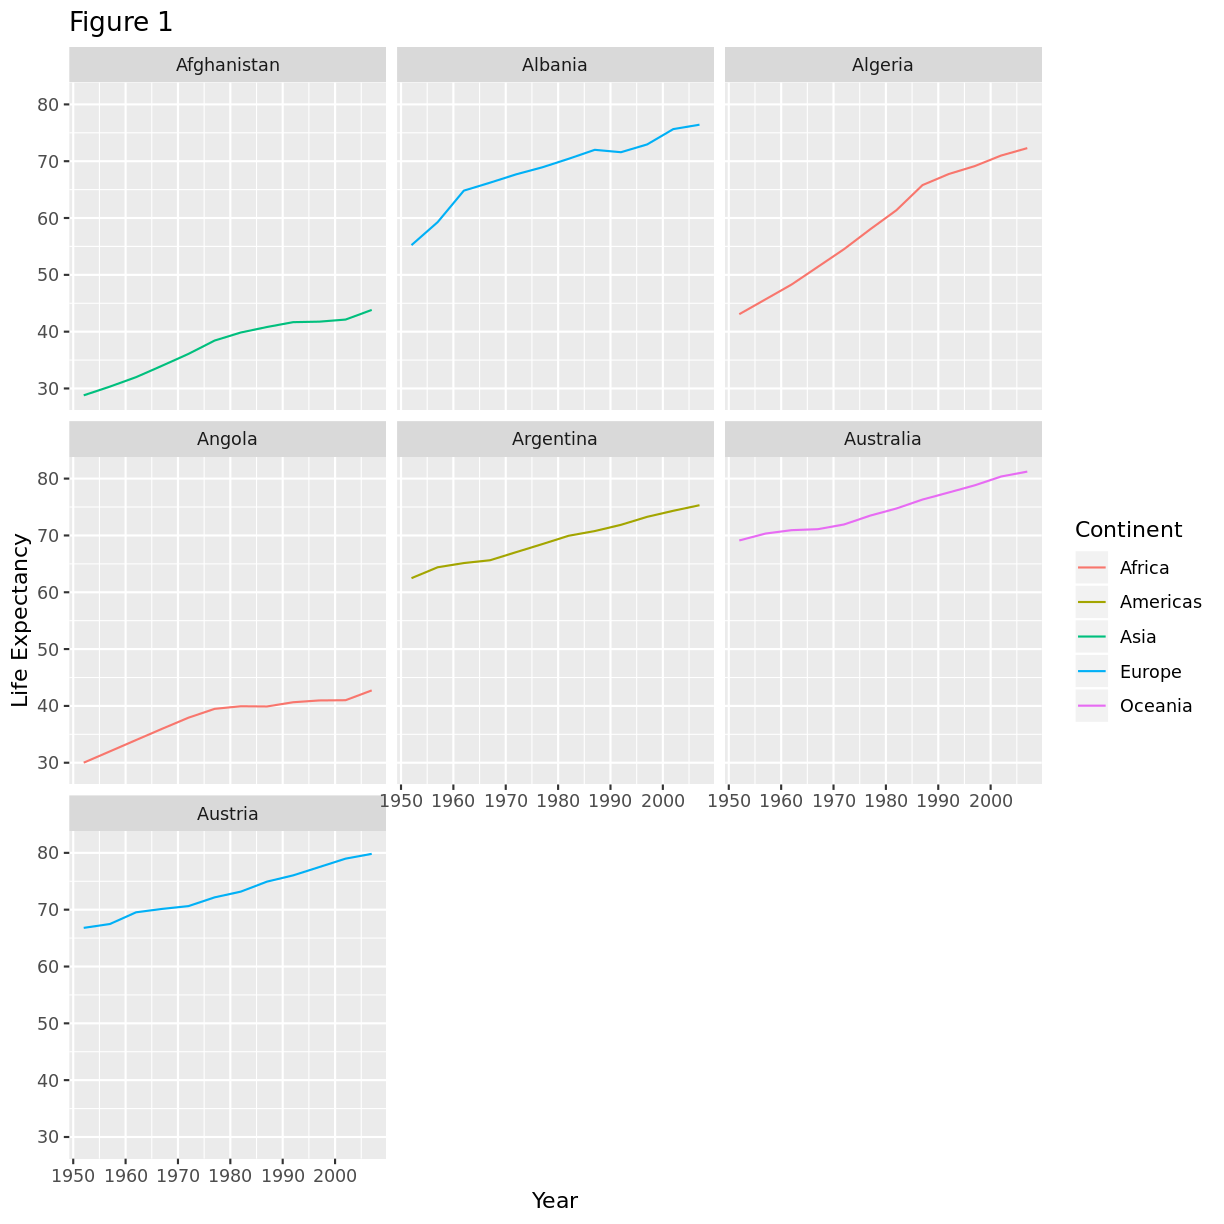 Figure 1
Afghanistan Albania Algeria
80
70
60
50
40
30
Angola Argentina Australia
80
70
60
50
40
30
1950 1960 1970 1980 1990 2000 1950 1960 1970 1980 1990 2000
Austria
80
70
60
50
40
30
1950 1960 1970 1980 1990 2000
Life Expectancy
Year
Continent
Africa
Americas
Asia
Europe
Oceania